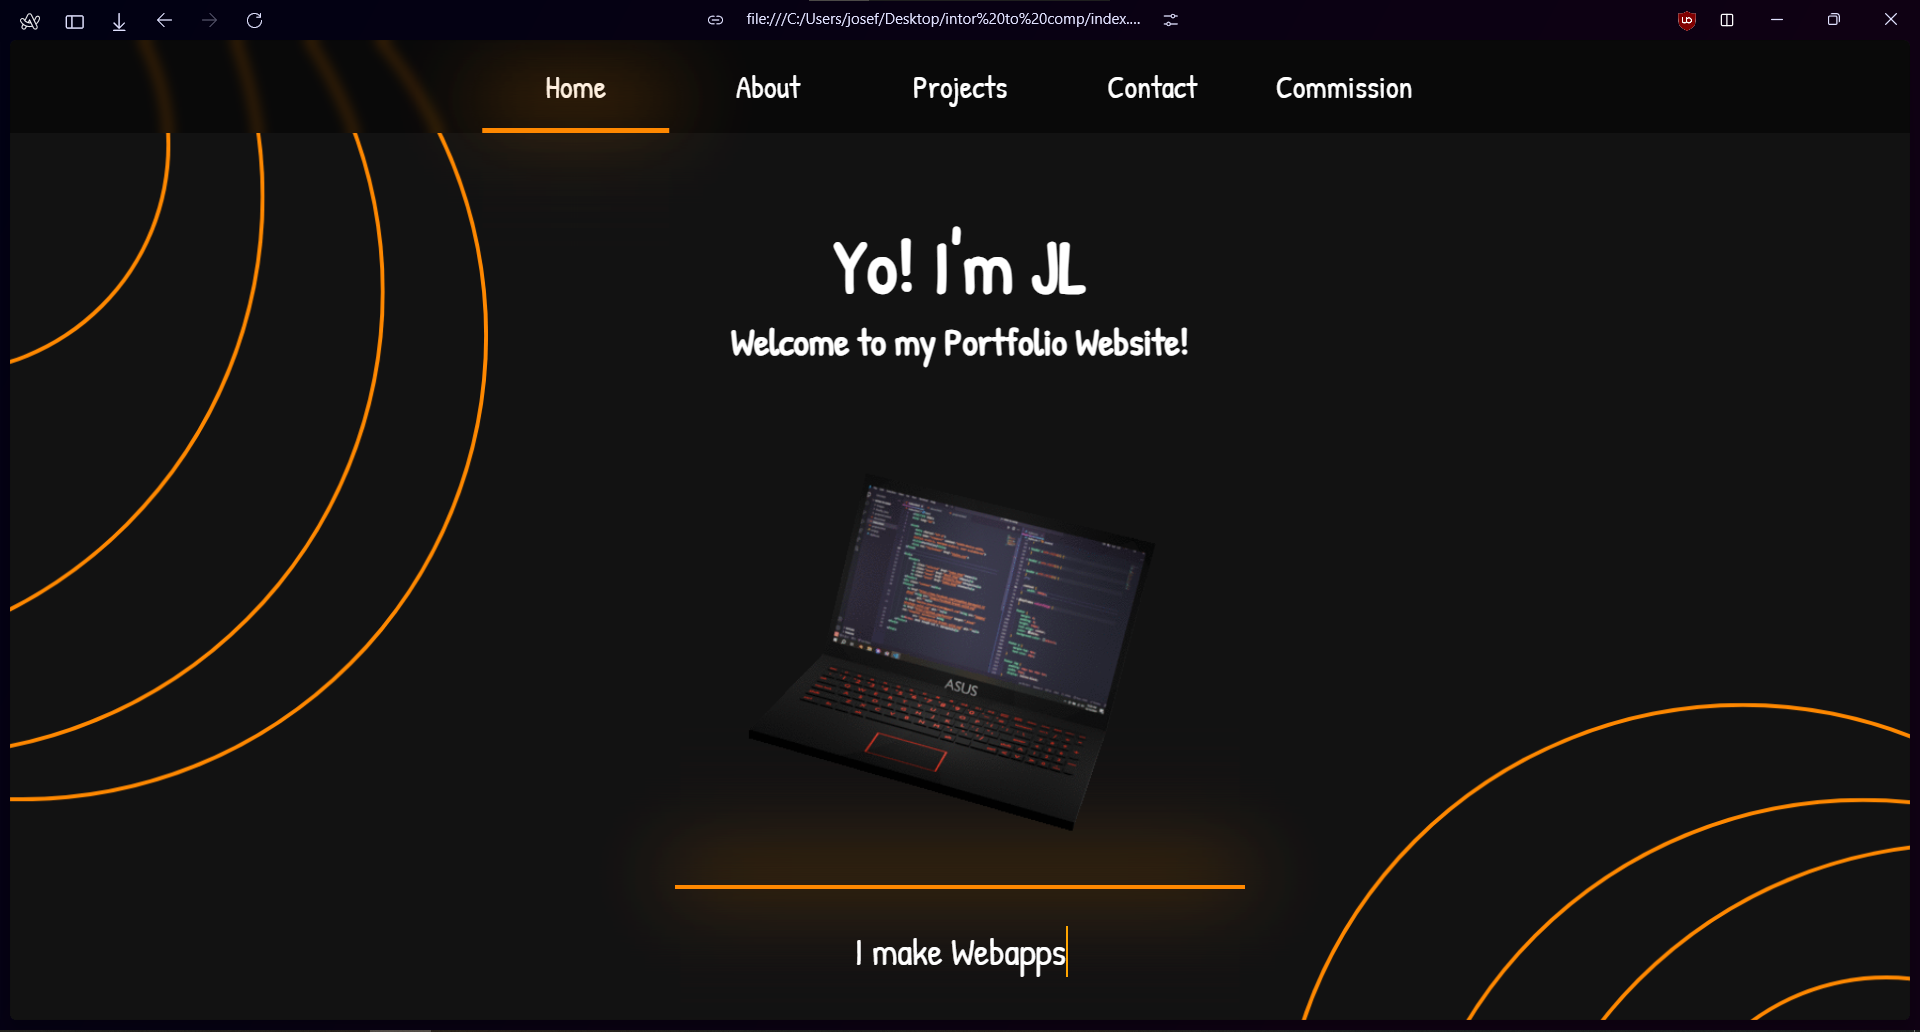 file:///C:/Users/josef/Desktop/intor%20to%20comp/index....
Home About Projects Contact Commission
Yo! I'm JL
Welcome to my Portfolio Website!
ASUS
I make Webapps